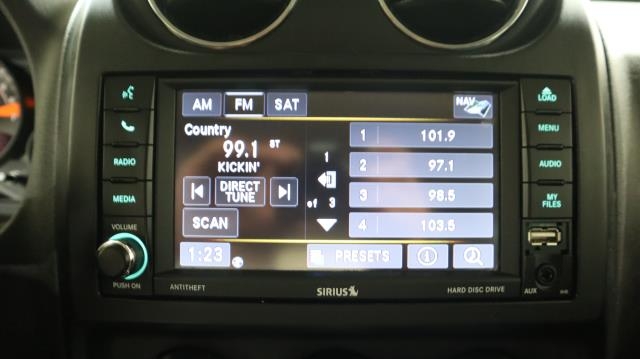 AM FM SAT NAV
Country
99.1 ST
KICKIN'
DIRECT
TUNE
SCAN
1
of 3
1 101.9
2 97.1
3 98.5
4 103.5
1:23
PRESETS
RADIO
MEDIA
VOLUME
PUSH ON
LOAD
MENU
AUDIO
MY
FILES
AUX
ANTITHEFT
SIRIUS
HARD DISC DRIVE